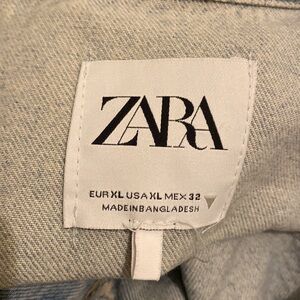 ZARA
EUR XL USA XL MEX 32
MADE IN BANGLADESH